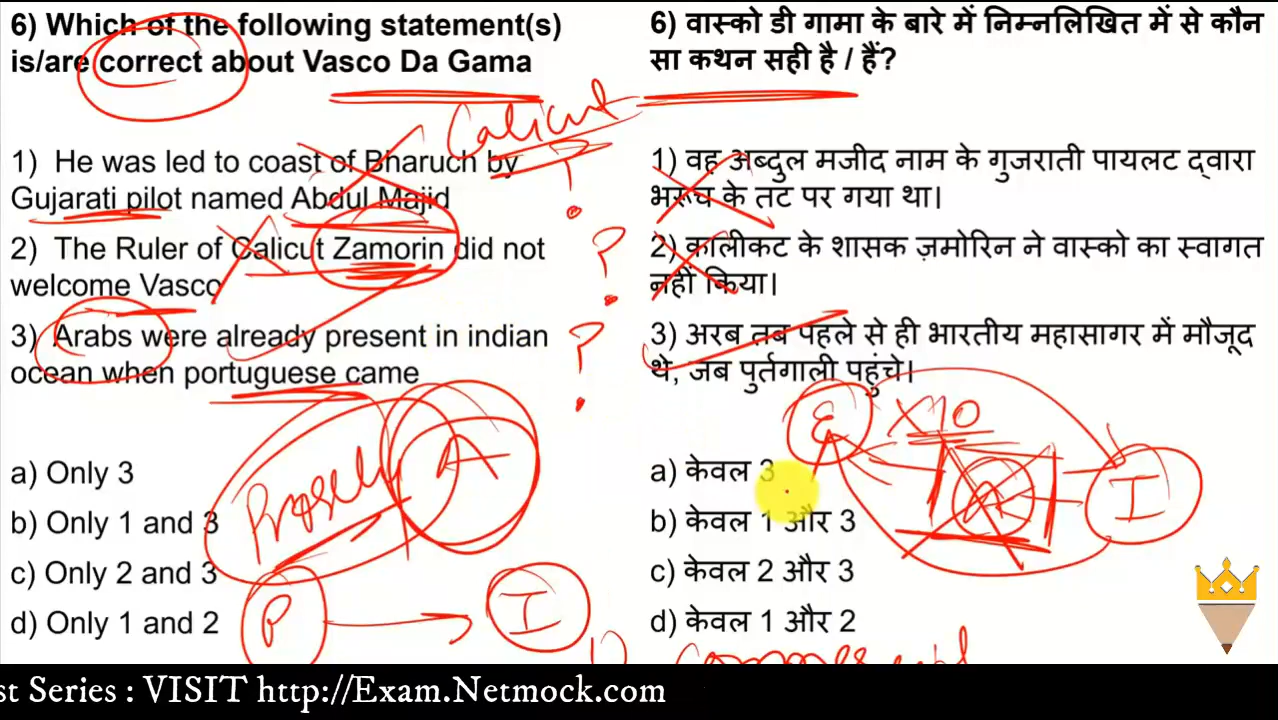 6) Which of the following statement(s)
is/are correct about Vasco Da Gama
Calicut
1) He was led to coast of Bharuch by
Gujarati pilot named Abdul Majid
2) The Ruler of Calicut Zamorin did not
welcome Vasco
3) Arabs were already present in indian
ocean when portuguese came
? 
?
?
a) Only 3
b) Only 1 and 3
c) Only 2 and 3
d) Only 1 and 2
A
P
I
6) वास्को डी गामा के बारे में निम्नलिखित में से कौन
सा कथन सही है / हैं?
1) वह अब्दुल मजीद नाम के गुजराती पायलट द्वारा
भरूच के तट पर गया था।
2) कालीकट के शासक ज़मोरिन ने वास्को का स्वागत
नहीं किया।
3) अरब तब पहले से ही भारतीय महासागर में मौजूद
थे, जब पुर्तगाली पहुंचे।
E
X10
A
I
a) केवल 3
b) केवल 1 और 3
c) केवल 2 और 3
d) केवल 1 और 2
1)
st Series : VISIT http://Exam.Netmock.com